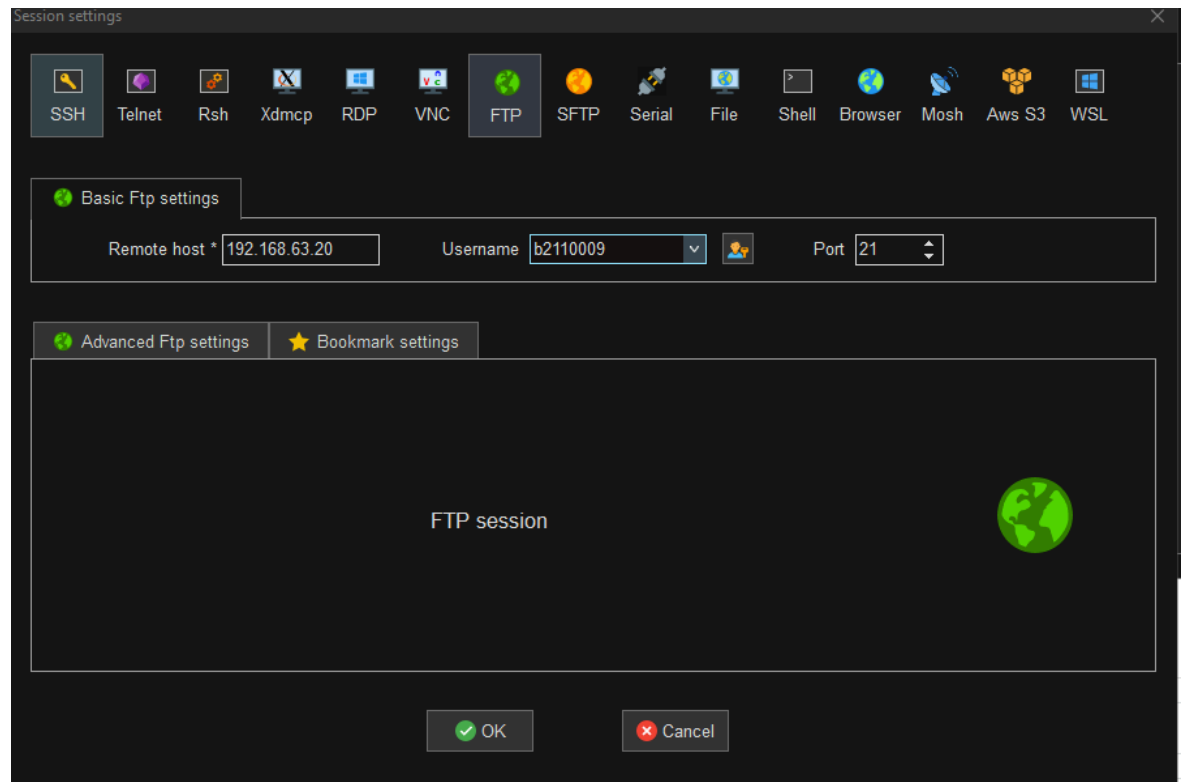 Session settings
SSH Telnet Rsh Xdmcp RDP VNC FTP SFTP Serial File Shell Browser Mosh Aws S3 WSL
Basic Ftp settings
Remote host * 192.168.63.20 Username b2110009 Port 21
Advanced Ftp settings Bookmark settings
FTP session
OK Cancel